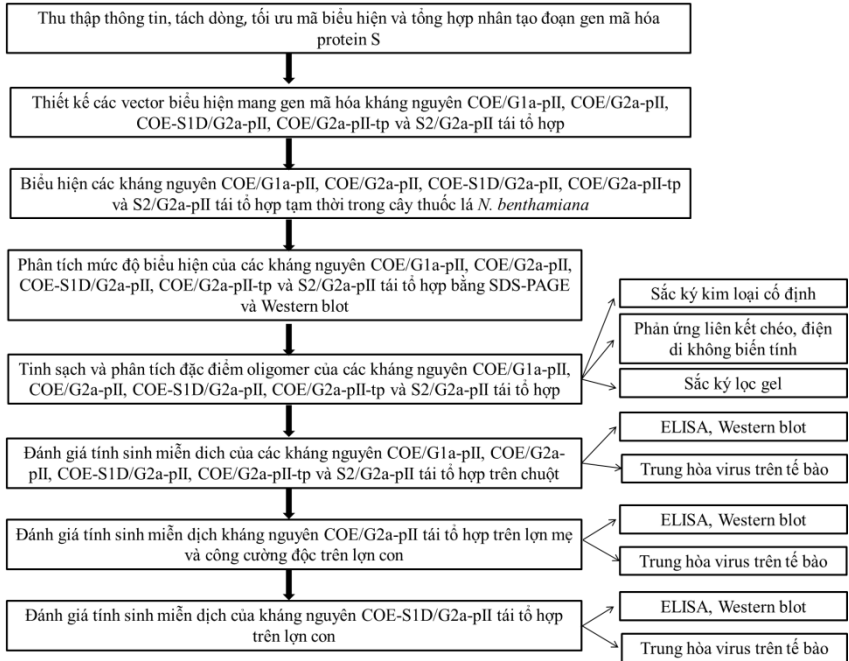 Thu thập thông tin, tách dòng, tối ưu mã biểu hiện và tổng hợp nhân tạo đoạn gen mã hóa
protein S
Thiết kế các vector biểu hiện mang gen mã hóa kháng nguyên COE/G1a-pII, COE/G2a-pII,
COE-S1D/G2a-pII, COE/G2a-pII-tp và S2/G2a-pII tái tổ hợp
Biểu hiện các kháng nguyên COE/G1a-pII, COE/G2a-pII, COE-S1D/G2a-pII, COE/G2a-pII-tp
và S2/G2a-pII tái tổ hợp tạm thời trong cây thuốc lá N. benthamiana
Phân tích mức độ biểu hiện của các kháng nguyên COE/G1a-pII, COE/G2a-pII,
COE-S1D/G2a-pII, COE/G2a-pII-tp và S2/G2a-pII tái tổ hợp bằng SDS-PAGE
và Western blot
Tinh sạch và phân tích đặc điểm oligomer của các kháng nguyên COE/G1a-pII,
COE/G2a-pII, COE-S1D/G2a-pII, COE/G2a-pII-tp và S2/G2a-pII tái tổ hợp
Sắc ký kim loại cố định
Phản ứng liên kết chéo, điện
di không biến tính
Sắc ký lọc gel
Đánh giá tính sinh miễn dich của các kháng nguyên COE/G1a-pII, COE/G2a-
pII, COE-S1D/G2a-pII, COE/G2a-pII-tp và S2/G2a-pII tái tổ hợp trên chuột
ELISA, Western blot
Trung hòa virus trên tế bào
Đánh giá tính sinh miễn dịch kháng nguyên COE/G2a-pII tái tổ hợp trên lợn mẹ
và công cường độc trên lợn con
ELISA, Western blot
Trung hòa virus trên tế bào
Đánh giá tính sinh miễn dịch của kháng nguyên COE-S1D/G2a-pII tái tổ hợp
trên lợn con
ELISA, Western blot
Trung hòa virus trên tế bào